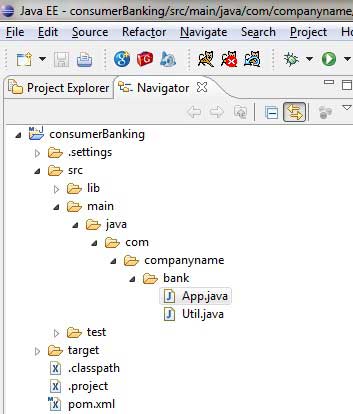 Java EE - consumerBanking/src/main/java/com/companyname
File Edit Source Refactor Navigate Search Project
Project Explorer Navigator
consumerBanking
.settings
src
lib
main
java
com
companyname
bank
App.java
Util.java
test
target
.classpath
.project
pom.xml